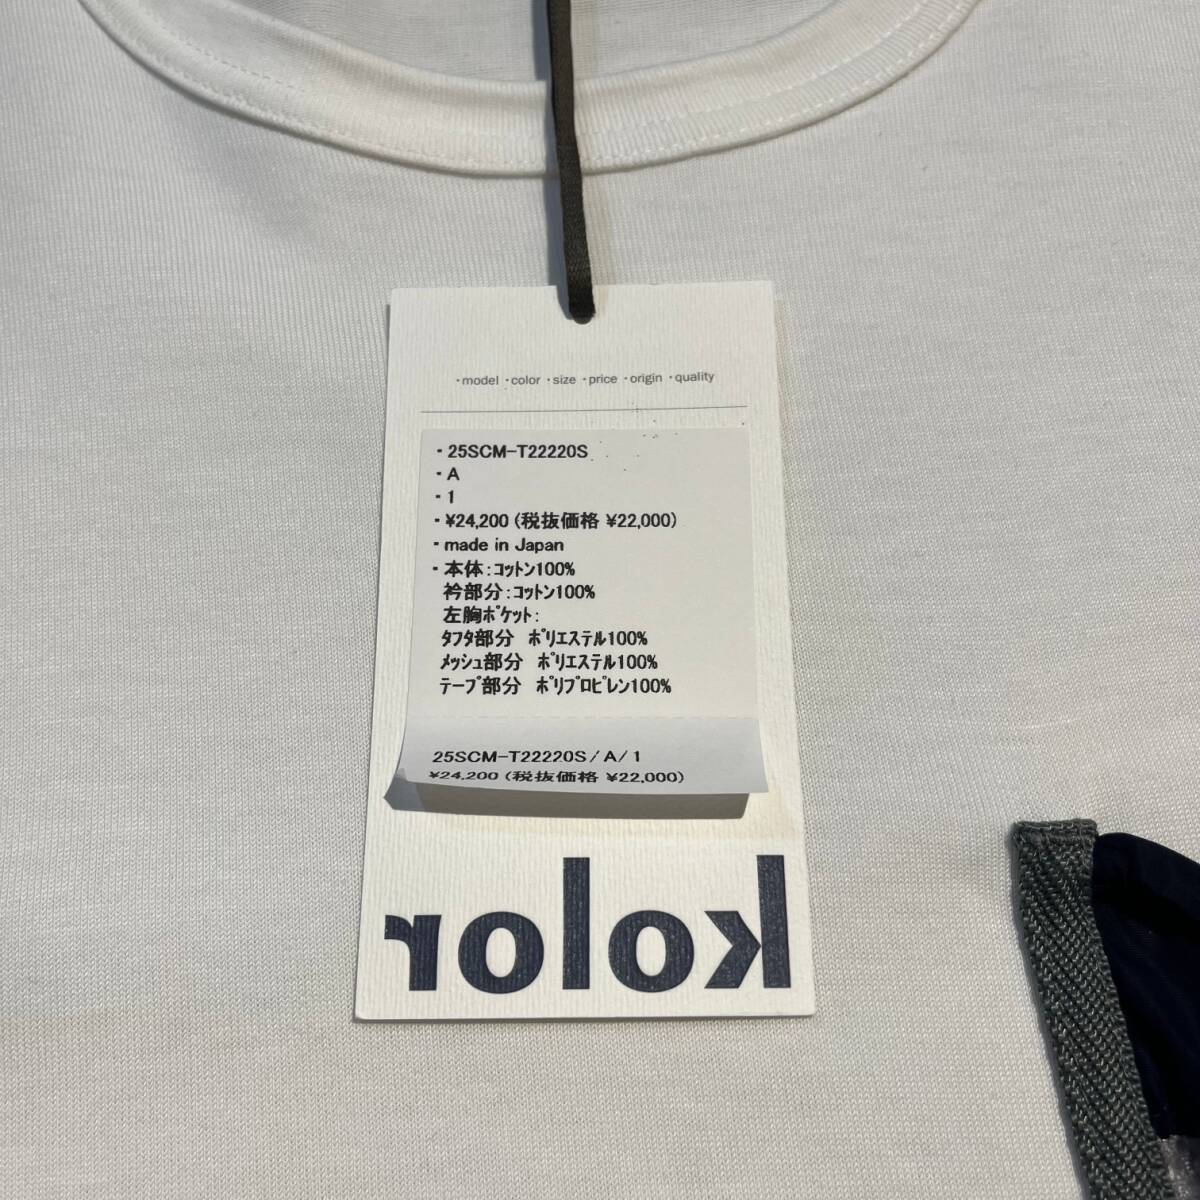 ・model ・color ・size ・price ・origin ・quality
・25SCM-T22220S
・A
・1
・¥24,200 (税抜価格 ¥22,000)
・made in Japan
・本体:ｺｯﾄﾝ100%
衿部分:ｺｯﾄﾝ100%
左胸ﾎﾟｹｯﾄ:
ﾀﾌﾀ部分 ﾎﾟﾘｴｽﾃﾙ100%
ﾒｯｼｭ部分 ﾎﾟﾘｴｽﾃﾙ100%
ﾃｰﾌﾟ部分 ﾎﾟﾘﾌﾟﾛﾋﾟﾚﾝ100%
25SCM-T22220S/A/1
¥24,200 (税抜価格 ¥22,000)
kolor